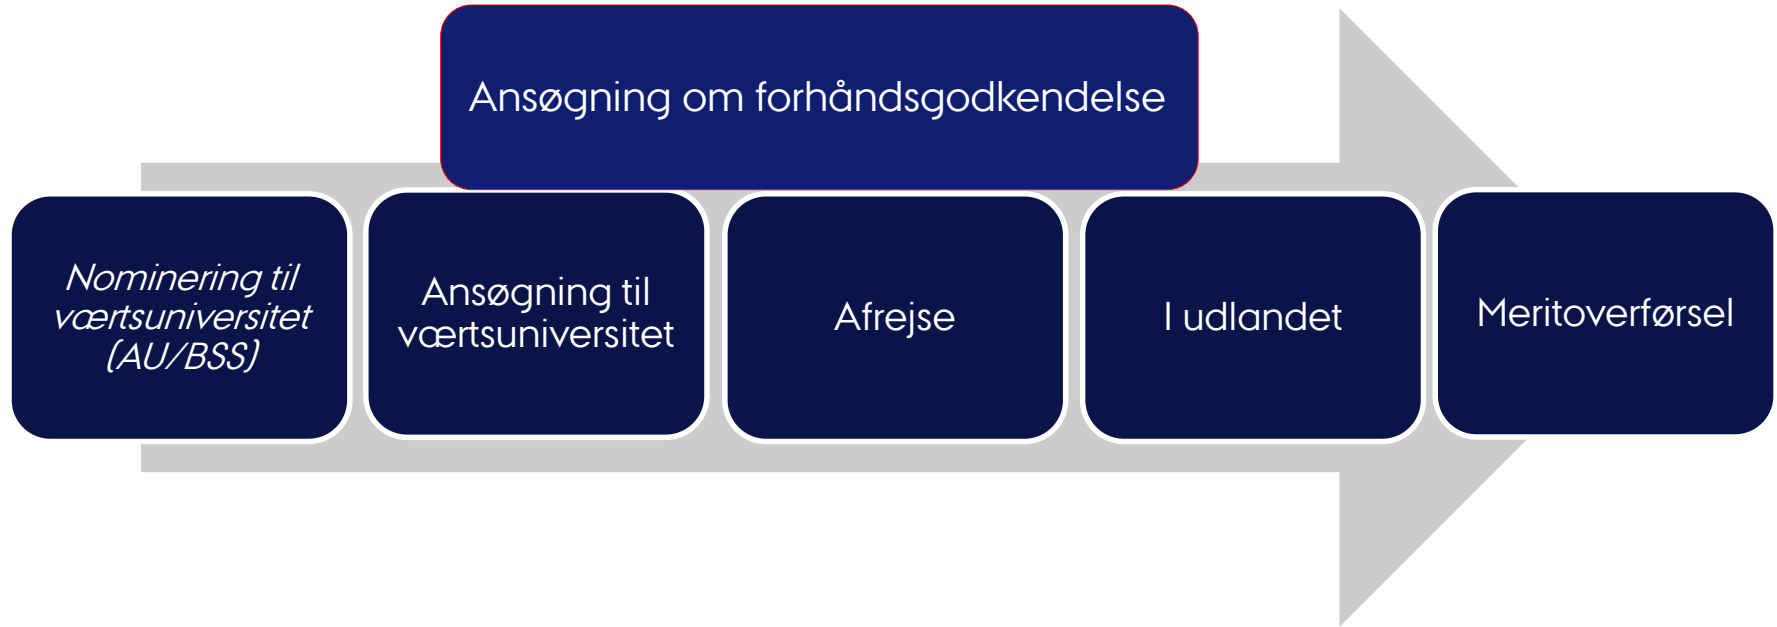 Ansøgning om forhåndsgodkendelse
Nominering til
værtsuniversitet
(AU/BSS)
Ansøgning til
værtsuniversitet
Afrejse
I udlandet
Meritoverførsel